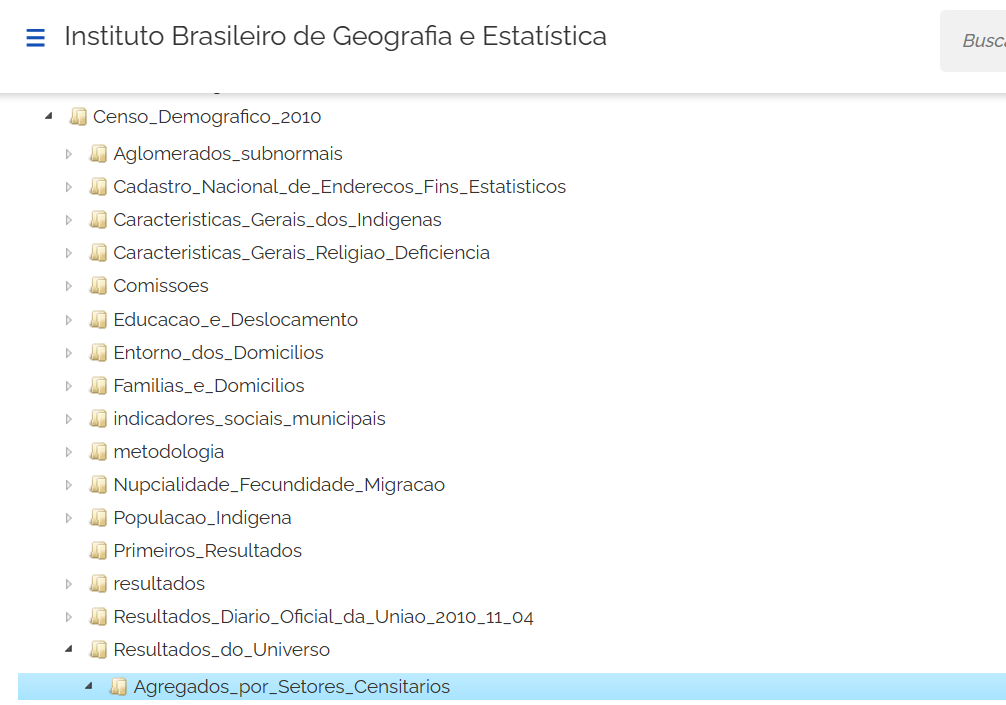 Instituto Brasileiro de Geografia e Estatística
Busca
Censo_Demografico_2010
Aglomerados_subnormais
Cadastro_Nacional_de_Enderecos_Fins_Estatisticos
Caracteristicas_Gerais_dos_Indigenas
Caracteristicas_Gerais_Religiao_Deficiencia
Comissoes
Educacao_e_Deslocamento
Entorno_dos_Domicilios
Familias_e_Domicilios
indicadores_sociais_municipais
metodologia
Nupcialidade_Fecundidade_Migracao
Populacao_Indigena
Primeiros_Resultados
resultados
Resultados_Diario_Oficial_da_Uniao_2010_11_04
Resultados_do_Universo
Agregados_por_Setores_Censitarios